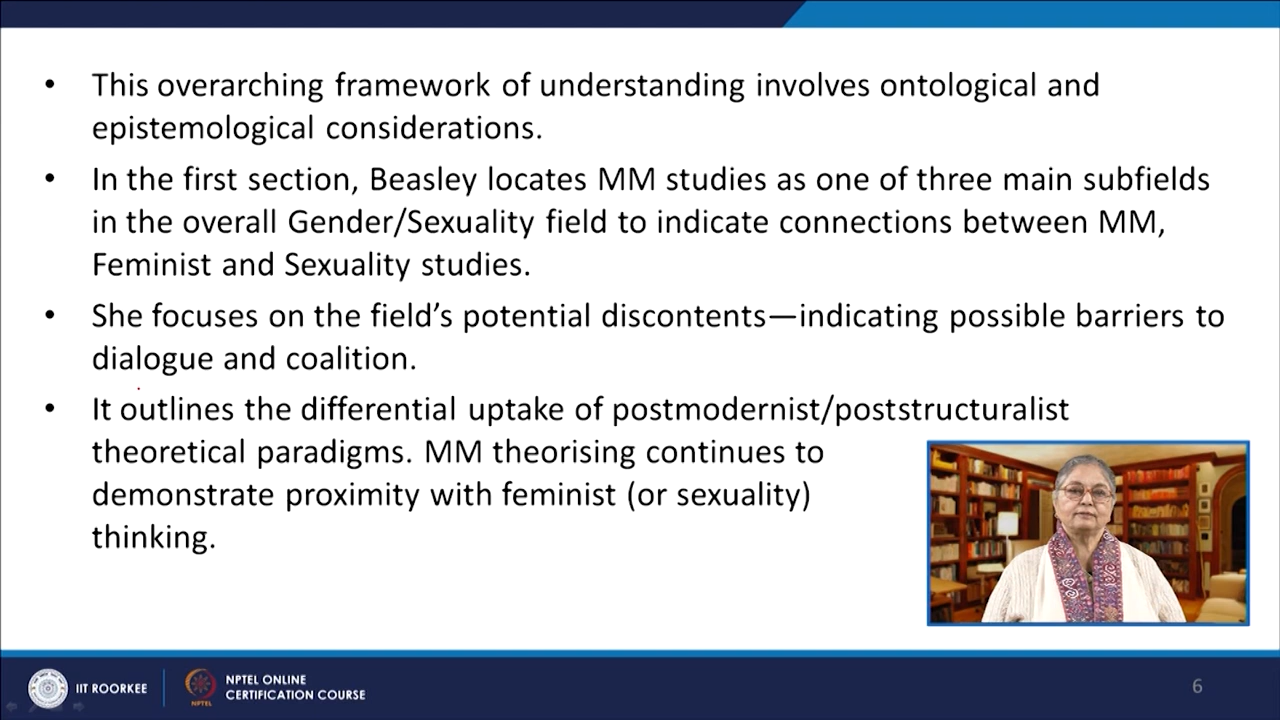 • This overarching framework of understanding involves ontological and
epistemological considerations.
• In the first section, Beasley locates MM studies as one of three main subfields
in the overall Gender/Sexuality field to indicate connections between MM,
Feminist and Sexuality studies.
• She focuses on the field’s potential discontents—indicating possible barriers to
dialogue and coalition.
• It outlines the differential uptake of postmodernist/poststructuralist
theoretical paradigms. MM theorising continues to
demonstrate proximity with feminist (or sexuality)
thinking.
IIT ROORKEE
NPTEL
NPTEL ONLINE
CERTIFICATION COURSE
6